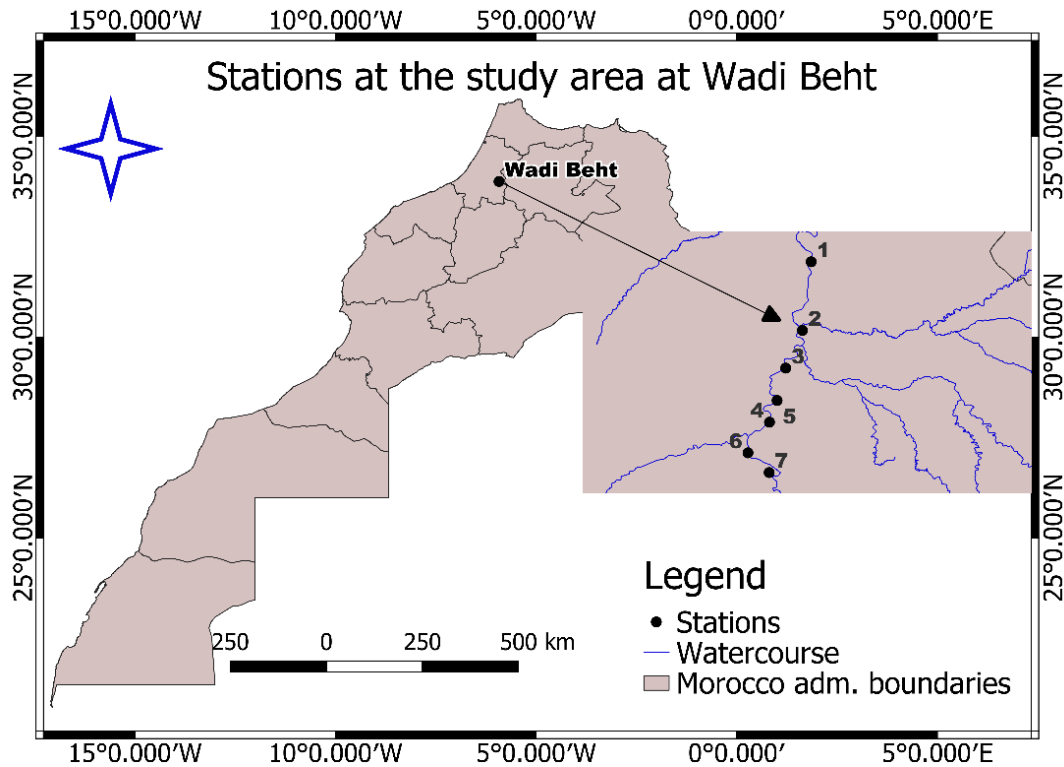 15°0.000′W 10°0.000′W 5°0.000′W 0°0.000′ 5°0.000′E
Stations at the study area at Wadi Beht
35°0.000′N 35°0.000′N
Wadi Beht
1
2
30°0.000′N 30°0.000′N
3
4 5
6
7
25°0.000′N 25°0.000′N
Legend
Stations
250 0 250 500 km
Watercourse
Morocco adm. boundaries
15°0.000′W 10°0.000′W 5°0.000′W 0°0.000′ 5°0.000′E